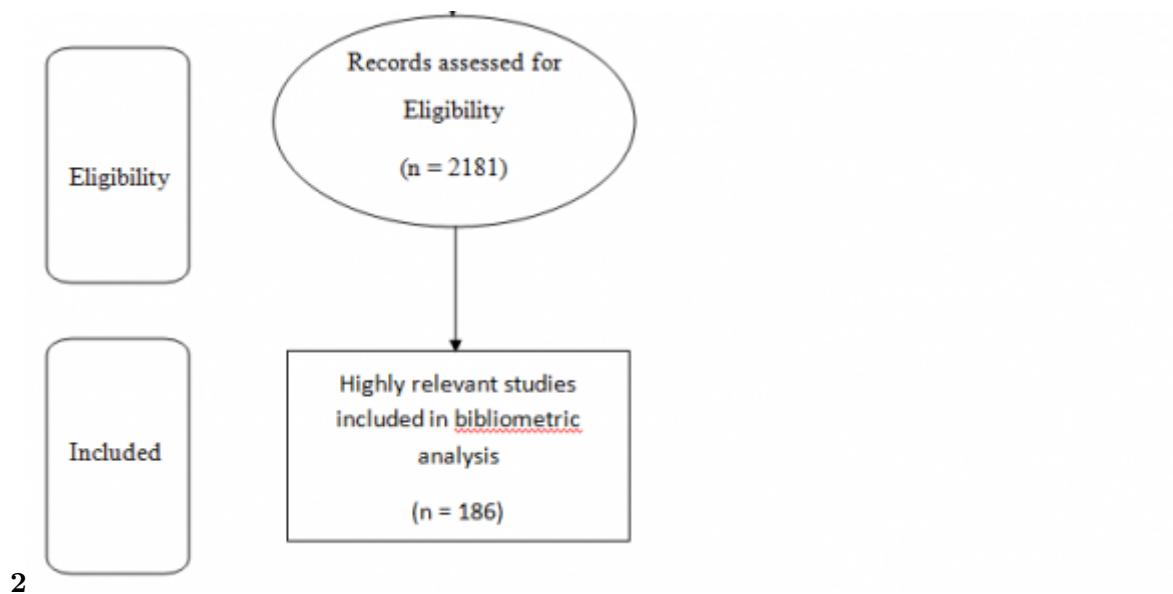 Records assessed for
Eligibility
(n = 2181)
Eligibility
Highly relevant studies
included in bibliometric
analysis
(n = 186)
Included
2